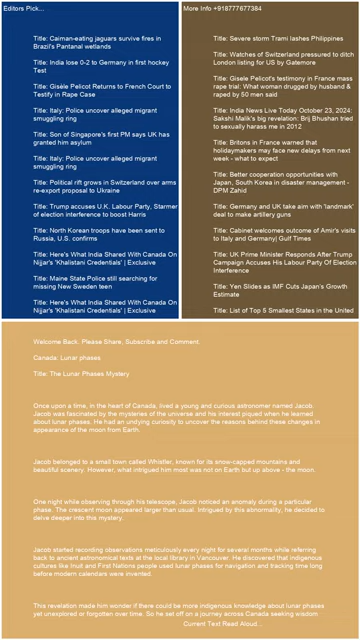 Editors Pick...
Title: Caiman-eating jaguars survive fires in
Brazil's Pantanal wetlands
Title: India lose 0-2 to Germany in first hockey
Test
Title: Gisèle Pelicot Returns to French Court to
Testify in Rape Case
Title: Italy: Police uncover alleged migrant
smuggling ring
Title: Son of Singapore's first PM says UK has
granted him asylum
Title: Italy: Police uncover alleged migrant
smuggling ring
Title: Political rift grows in Switzerland over arms
re-export proposal to Ukraine
Title: Trump accuses U.K. Labour Party, Starmer
of election interference to boost Harris
Title: North Korean troops have been sent to
Russia, U.S. confirms
Title: Here's What India Shared With Canada On
Nijjar's 'Khalistani Credentials' | Exclusive
Title: Maine State Police still searching for
missing New Sweden teen
Title: Here's What India Shared With Canada On
Nijjar's 'Khalistani Credentials' | Exclusive
More Info +918777677384
Title: Severe storm Trami lashes Philippines
Title: Watches of Switzerland pressured to ditch
London listing for US by Gatemore
Title: Gisele Pelicot's testimony in France mass
rape trial: What woman drugged by husband &
raped by 50 men said
Title: India News Live Today October 23, 2024:
Sakshi Malik's big revelation: Brij Bhushan tried
to sexually harass me in 2012
Title: Britons in France warned that
holidaymakers may face new delays from next
week - what to expect
Title: Better cooperation opportunities with
Japan, South Korea in disaster management -
DPM Zahid
Title: Germany and UK take aim with 'landmark'
deal to make artillery guns
Title: Cabinet welcomes outcome of Amir's visits
to Italy and Germany| Gulf Times
Title: UK Prime Minister Responds After Trump
Campaign Accuses His Labour Party Of Election
Interference
Title: Yen Slides as IMF Cuts Japan's Growth
Estimate
Title: List of Top 5 Smallest States in the United
Welcome Back. Please Share, Subscribe and Comment.
Canada: Lunar phases
Title: The Lunar Phases Mystery
Once upon a time, in the heart of Canada, lived a young and curious astronomer named Jacob.
Jacob was fascinated by the mysteries of the universe and his interest piqued when he learned
about lunar phases. He had an undying curiosity to uncover the reasons behind these changes in
appearance of the moon from Earth.
Jacob belonged to a small town called Whistler, known for its snow-capped mountains and
beautiful scenery. However, what intrigued him most was not on Earth but up above - the moon.
One night while observing through his telescope, Jacob noticed an anomaly during a particular
phase. The crescent moon appeared larger than usual. Intrigued by this abnormality, he decided to
delve deeper into this mystery.
Jacob started recording observations meticulously every night for several months while referring
back to ancient astronomical texts at the local library in Vancouver. He discovered that indigenous
cultures like Inuit and First Nations people used lunar phases for navigation and tracking time long
before modern calendars were invented.
This revelation made him wonder if there could be more indigenous knowledge about lunar phases
yet unexplored or forgotten over time. So he set off on a journey across Canada seeking wisdom
Current Text Read Aloud...